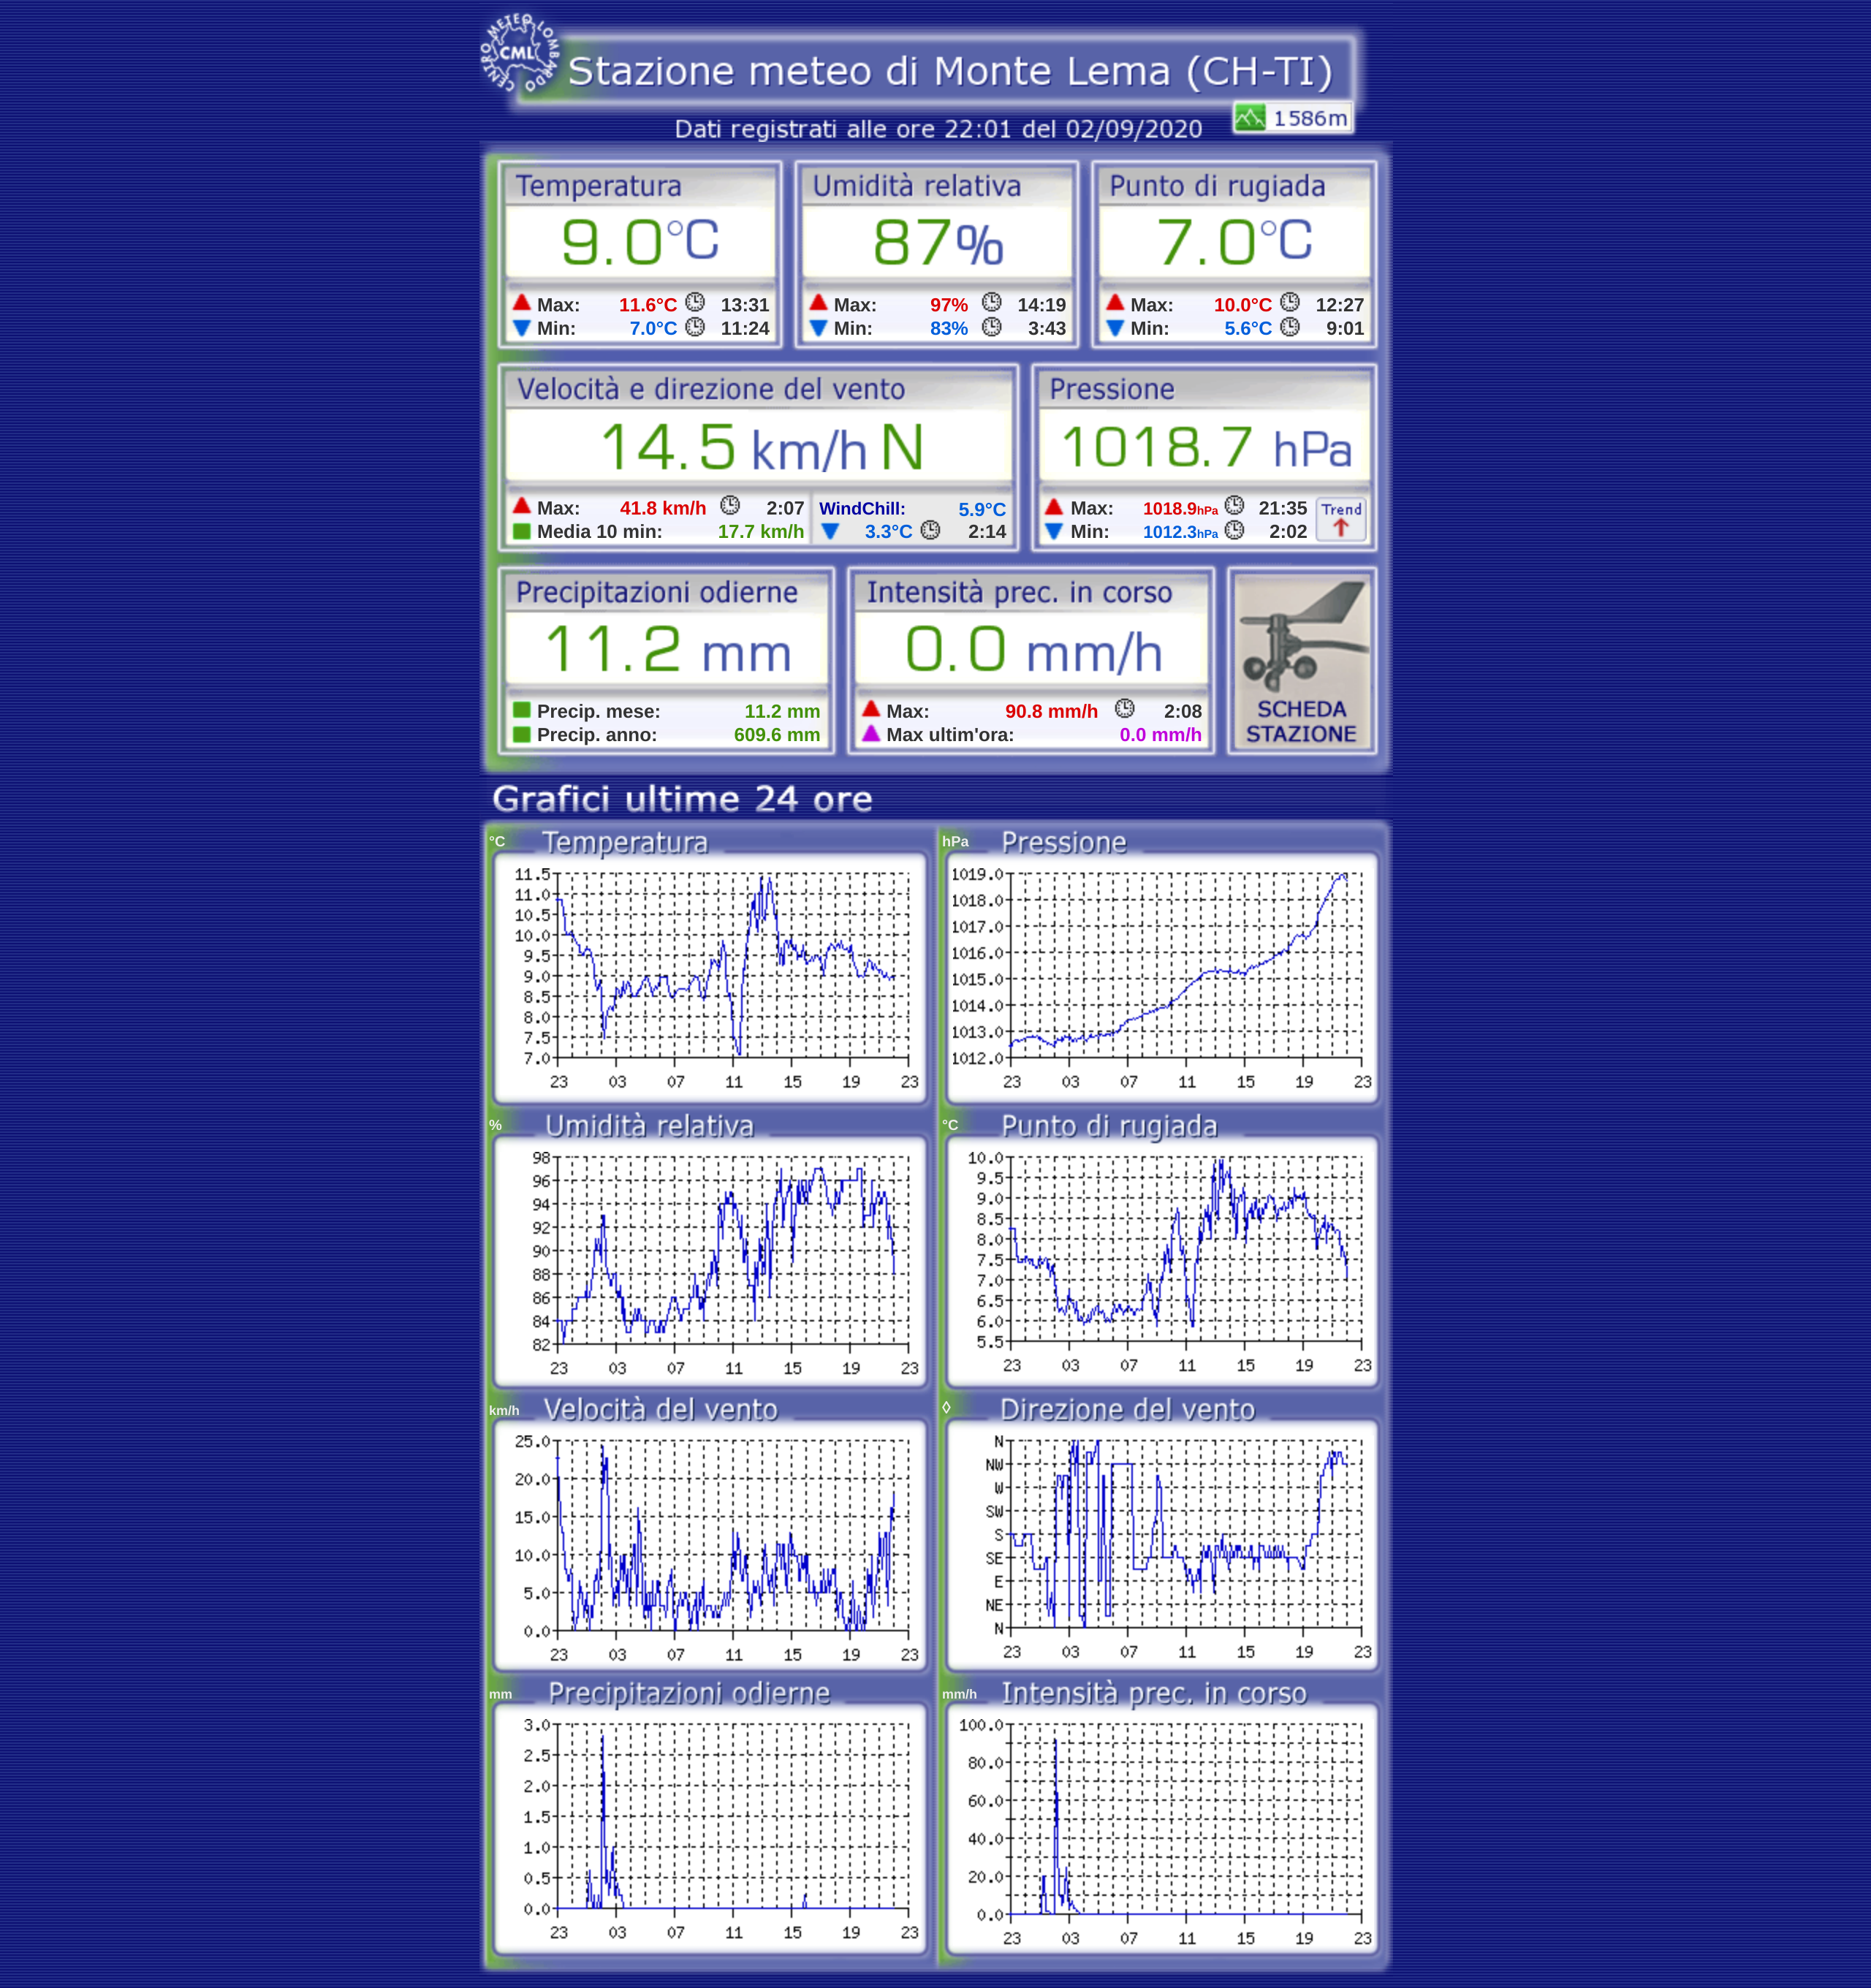 CENTRO METEO LOMBARDO
CML
Stazione meteo di Monte Lema (CH-TI)
1586m
Dati registrati alle ore 22:01 del 02/09/2020
Temperatura Umidità relativa Punto di rugiada
9.0°C 87% 7.0°C
Max: 11.6°C 13:31 Max: 97% 14:19 Max: 10.0°C 12:27
Min: 7.0°C 11:24 Min: 83% 3:43 Min: 5.6°C 9:01
Velocità e direzione del vento Pressione
14.5 km/h N 1018.7 hPa
Max: 41.8 km/h 2:07 WindChill: 5.9°C Max: 1018.9hPa 21:35 Trend
Media 10 min: 17.7 km/h 3.3°C 2:14 Min: 1012.3hPa 2:02
Precipitazioni odierne Intensità prec. in corso
11.2 mm 0.0 mm/h
Precip. mese: 11.2 mm Max: 90.8 mm/h 2:08 SCHEDA
Precip. anno: 609.6 mm Max ultim'ora: 0.0 mm/h STAZIONE
Grafici ultime 24 ore
°C Temperatura
11.5
11.0
10.5
10.0
9.5
9.0
8.5
8.0
7.5
7.0
23 03 07 11 15 19 23
hPa Pressione
1019.0
1018.0
1017.0
1016.0
1015.0
1014.0
1013.0
1012.0
23 03 07 11 15 19 23
% Umidità relativa
98
96
94
92
90
88
86
84
82
23 03 07 11 15 19 23
°C Punto di rugiada
10.0
9.5
9.0
8.5
8.0
7.5
7.0
6.5
6.0
5.5
23 03 07 11 15 19 23
km/h Velocità del vento
25.0
20.0
15.0
10.0
5.0
0.0
23 03 07 11 15 19 23
◊ Direzione del vento
N
NW
W
SW
S
SE
E
NE
N
23 03 07 11 15 19 23
mm Precipitazioni odierne
3.0
2.5
2.0
1.5
1.0
0.5
0.0
23 03 07 11 15 19 23
mm/h Intensità prec. in corso
100.0
80.0
60.0
40.0
20.0
0.0
23 03 07 11 15 19 23